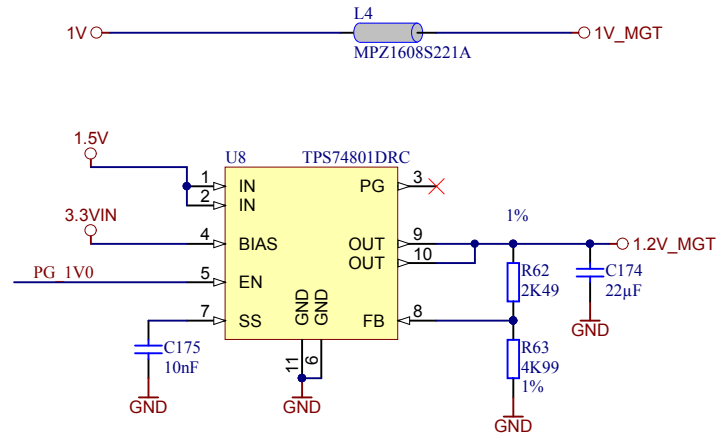 L4
1V
1V_MGT
MPZ1608S221A
1.5V
U8
TPS74801DRC
1
IN
PG
3
2
IN
1%
3.3VIN
4
BIAS
OUT
9
1.2V_MGT
OUT
10
R62
2K49
C174
22µF
PG_1V0
5
EN
GND
7
SS
GND
GND
FB
8
C175
10nF
11
6
R63
4K99
1%
GND
GND
GND